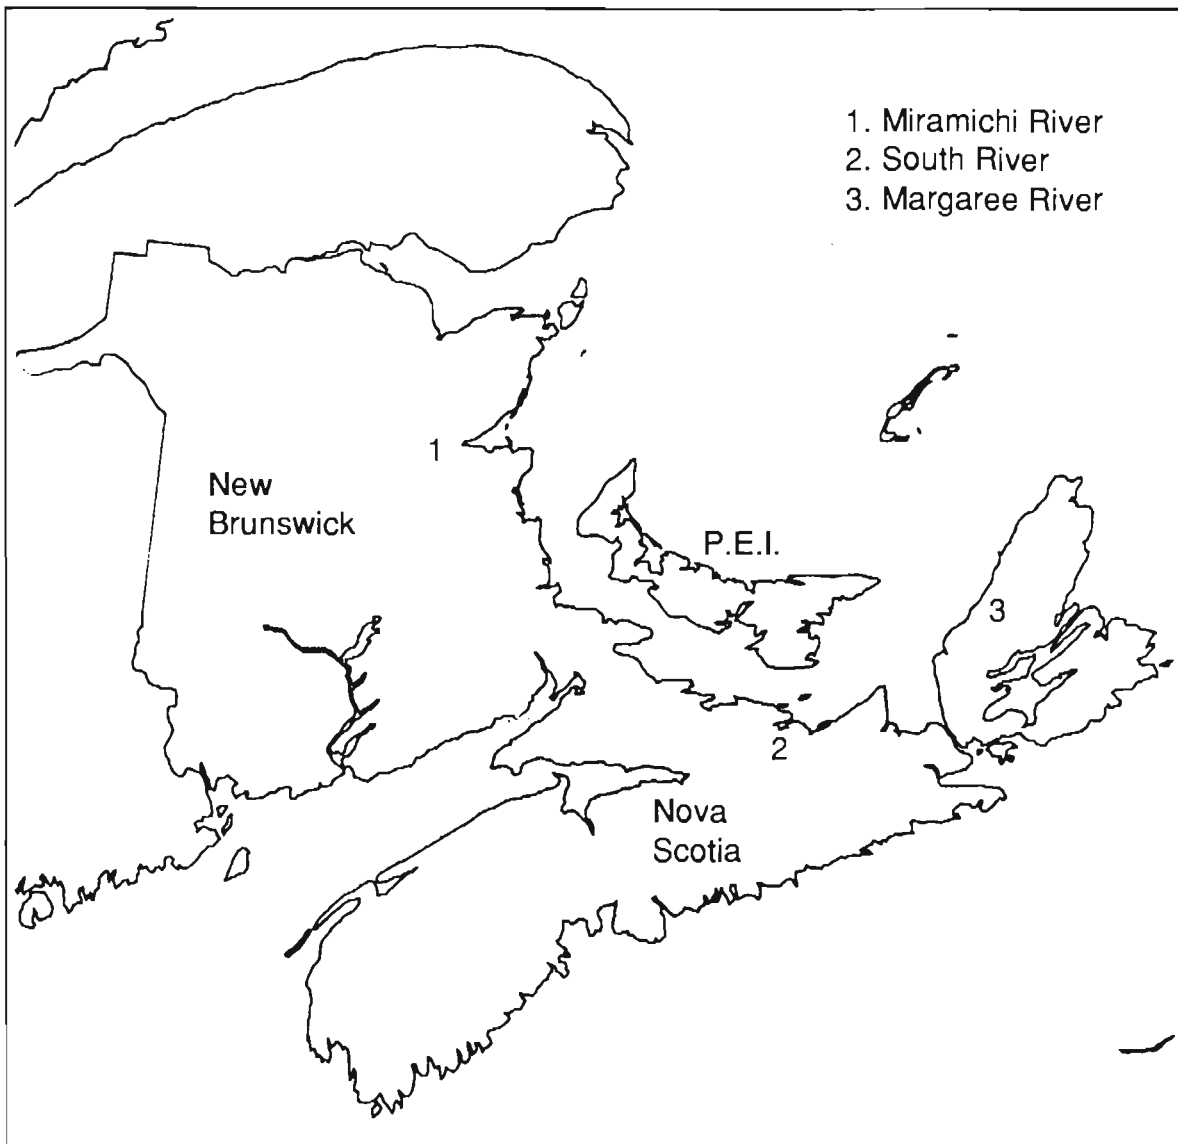 1. Miramichi River
2. South River
3. Margaree River
1
New
Brunswick
P.E.I.
3
2
Nova
Scotia